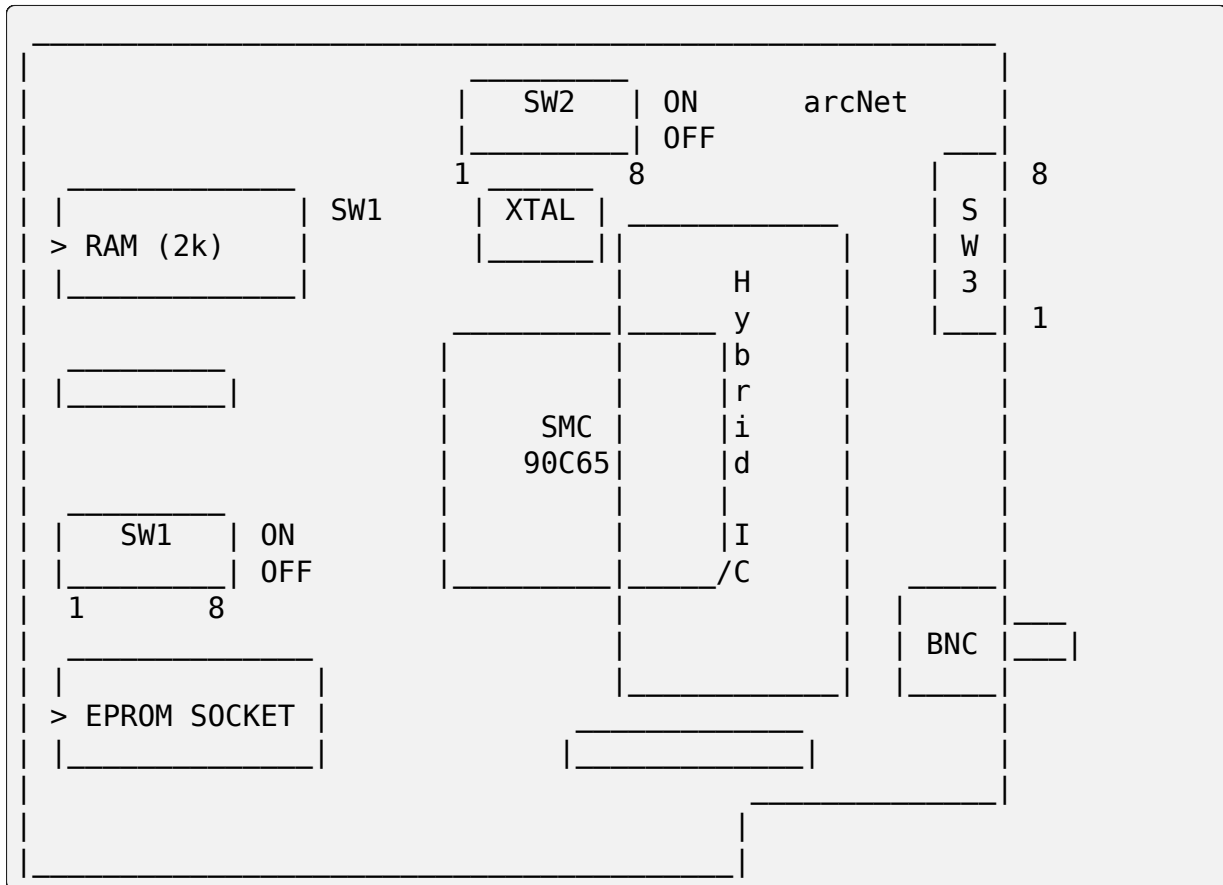 SW2 ON arcNet
OFF
1 8 8
SW1 XTAL S
> RAM (2k) W
H 3
y 1
b
r
SMC i
90C65 d
SW1 ON I
OFF /C
1 8
BNC
> EPROM SOCKET